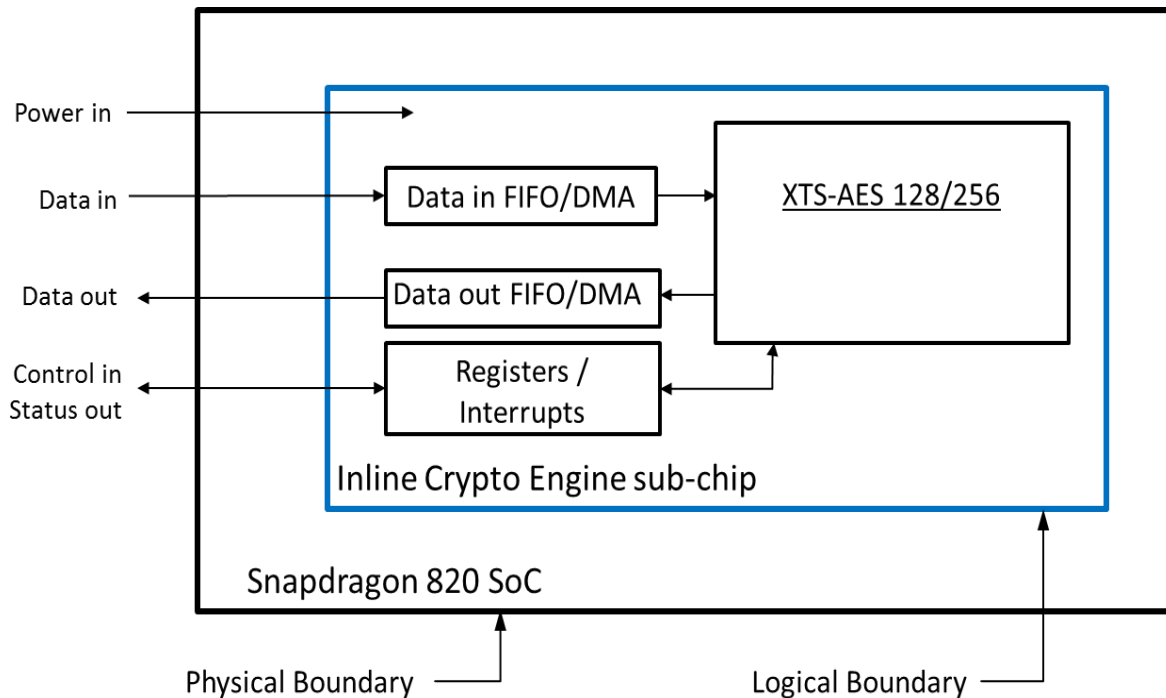 Power in
Data in FIFO/DMA
XTS-AES 128/256
Data in
Data out FIFO/DMA
Data out
Registers /
Interrupts
Control in
Status out
Inline Crypto Engine sub-chip
Snapdragon 820 SoC
Physical Boundary
Logical Boundary